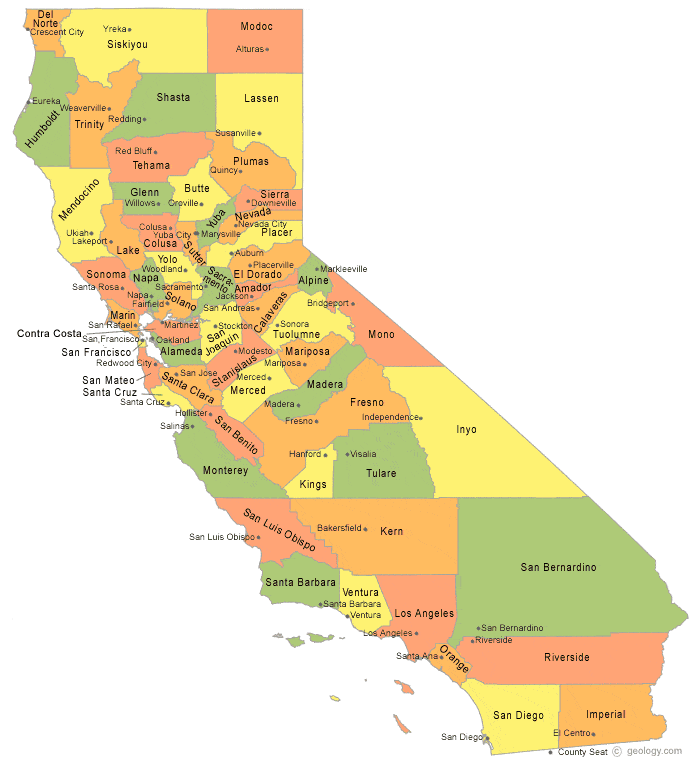 Del
Norte
Crescent City
Yreka
Siskiyou
Modoc
Alturas
Eureka
Humboldt
Weaverville
Trinity
Shasta
Redding
Lassen
Susanville
Red Bluff
Tehama
Plumas
Quincy
Mendocino
Glenn
Willows
Butte
Oroville
Sierra
Downieville
Yuba
Nevada
Nevada City
Placer
Ukiah
Lakeport
Lake
Colusa
Colusa
Yuba City
Marysville
Sutter
Auburn
Yolo
Woodland
Sacra-
mento
Sacramento
Placerville
El Dorado
Markleeville
Alpine
Sonoma
Santa Rosa
Napa
Napa
Fairfield
Solano
Amador
Jackson
San Andreas
Calaveras
Bridgeport
Mono
Marin
San Rafael
Martinez
Contra Costa
San Francisco
San Francisco
Oakland
Alameda
Stockton
San
Joaquin
Sonora
Tuolumne
Redwood City
San Mateo
Santa Cruz
Santa Cruz
San Jose
Santa Clara
Modesto
Stanislaus
Mariposa
Mariposa
Merced
Merced
Madera
Madera
Hollister
San Benito
Salinas
Monterey
Fresno
Fresno
Independence
Inyo
Hanford
Kings
Visalia
Tulare
San Luis Obispo
San Luis Obispo
Bakersfield
Kern
San Bernardino
San Bernardino
Santa Barbara
Santa Barbara
Ventura
Ventura
Los Angeles
Los Angeles
Riverside
Riverside
Santa Ana
Orange
San Diego
San Diego
Imperial
El Centro
County Seat © geology.com